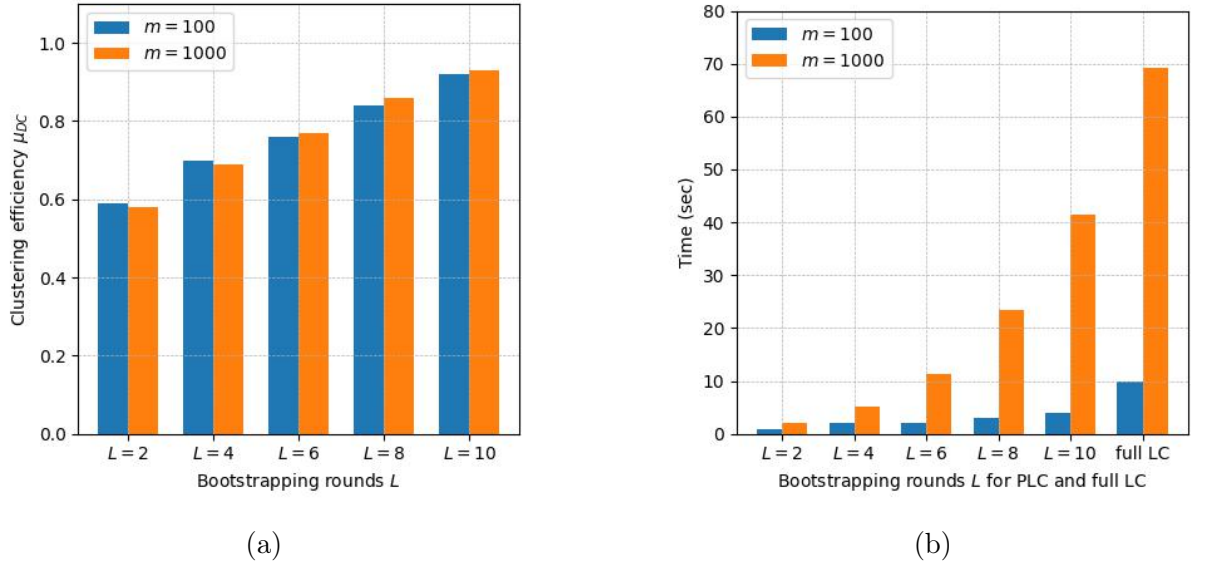 m = 100
m = 1000
1.0
0.8
0.6
0.4
0.2
0.0
Clustering efficiency μ_DC
L = 2 L = 4 L = 6 L = 8 L = 10
Bootstrapping rounds L
(a)
m = 100
m = 1000
80
70
60
50
40
30
20
10
0
Time (sec)
L = 2 L = 4 L = 6 L = 8 L = 10 full LC
Bootstrapping rounds L for PLC and full LC
(b)